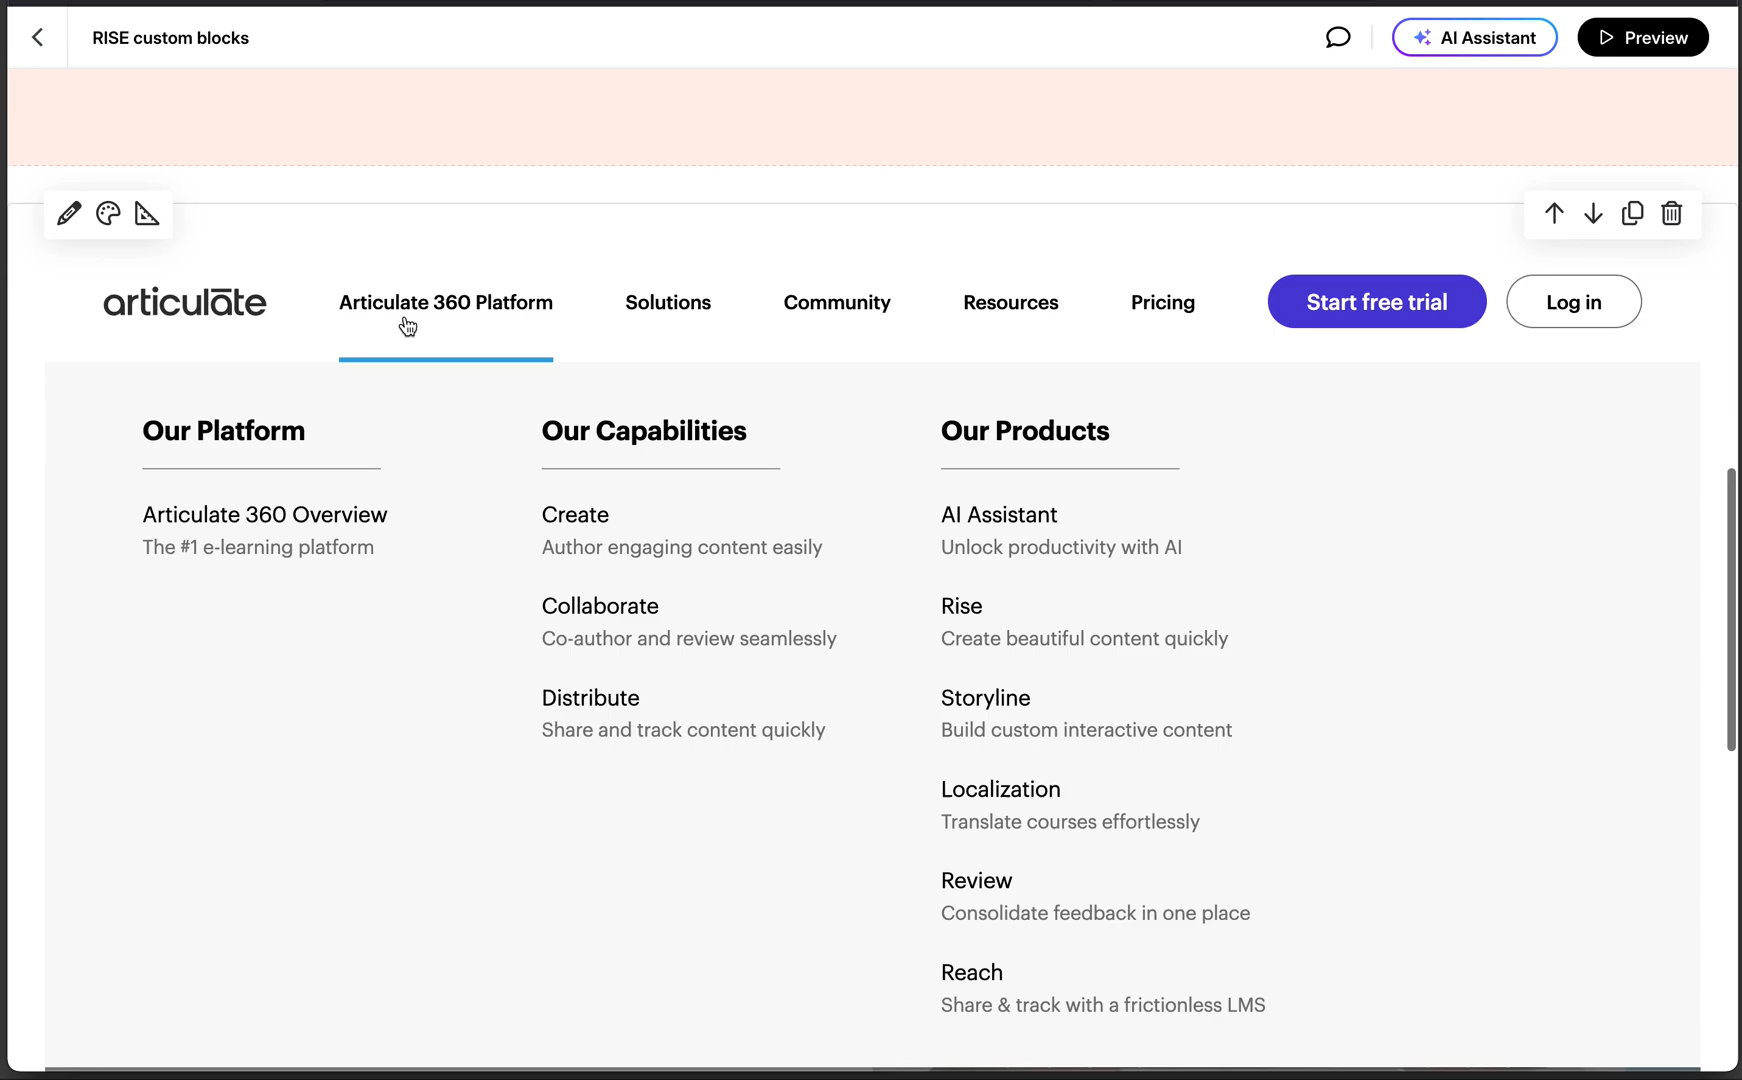 RISE custom blocks
AI Assistant
Preview
articulāte
Articulate 360 Platform
Solutions
Community
Resources
Pricing
Start free trial
Log in
Our Platform
Articulate 360 Overview
The #1 e-learning platform
Our Capabilities
Create
Author engaging content easily
Collaborate
Co-author and review seamlessly
Distribute
Share and track content quickly
Our Products
AI Assistant
Unlock productivity with AI
Rise
Create beautiful content quickly
Storyline
Build custom interactive content
Localization
Translate courses effortlessly
Review
Consolidate feedback in one place
Reach
Share & track with a frictionless LMS